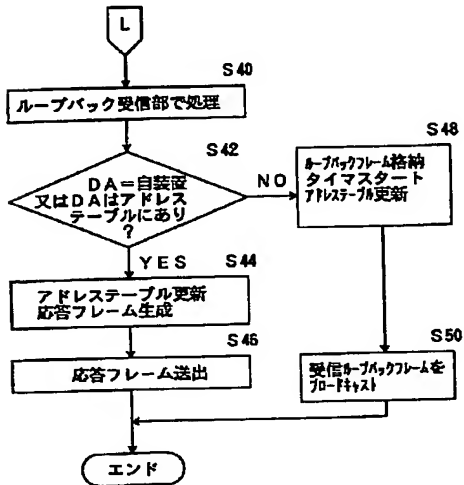 L
S40
ループバック受信部で処理
S42
DA=自装置
又はDAはアドレス
テーブルにあり
?
NO
S48
ループバックフレーム格納
タイマスタート
アドレステーブル更新
YES
S44
アドレステーブル更新
応答フレーム生成
S46
応答フレーム送出
S50
受信ループバックフレームを
ブロードキャスト
エンド